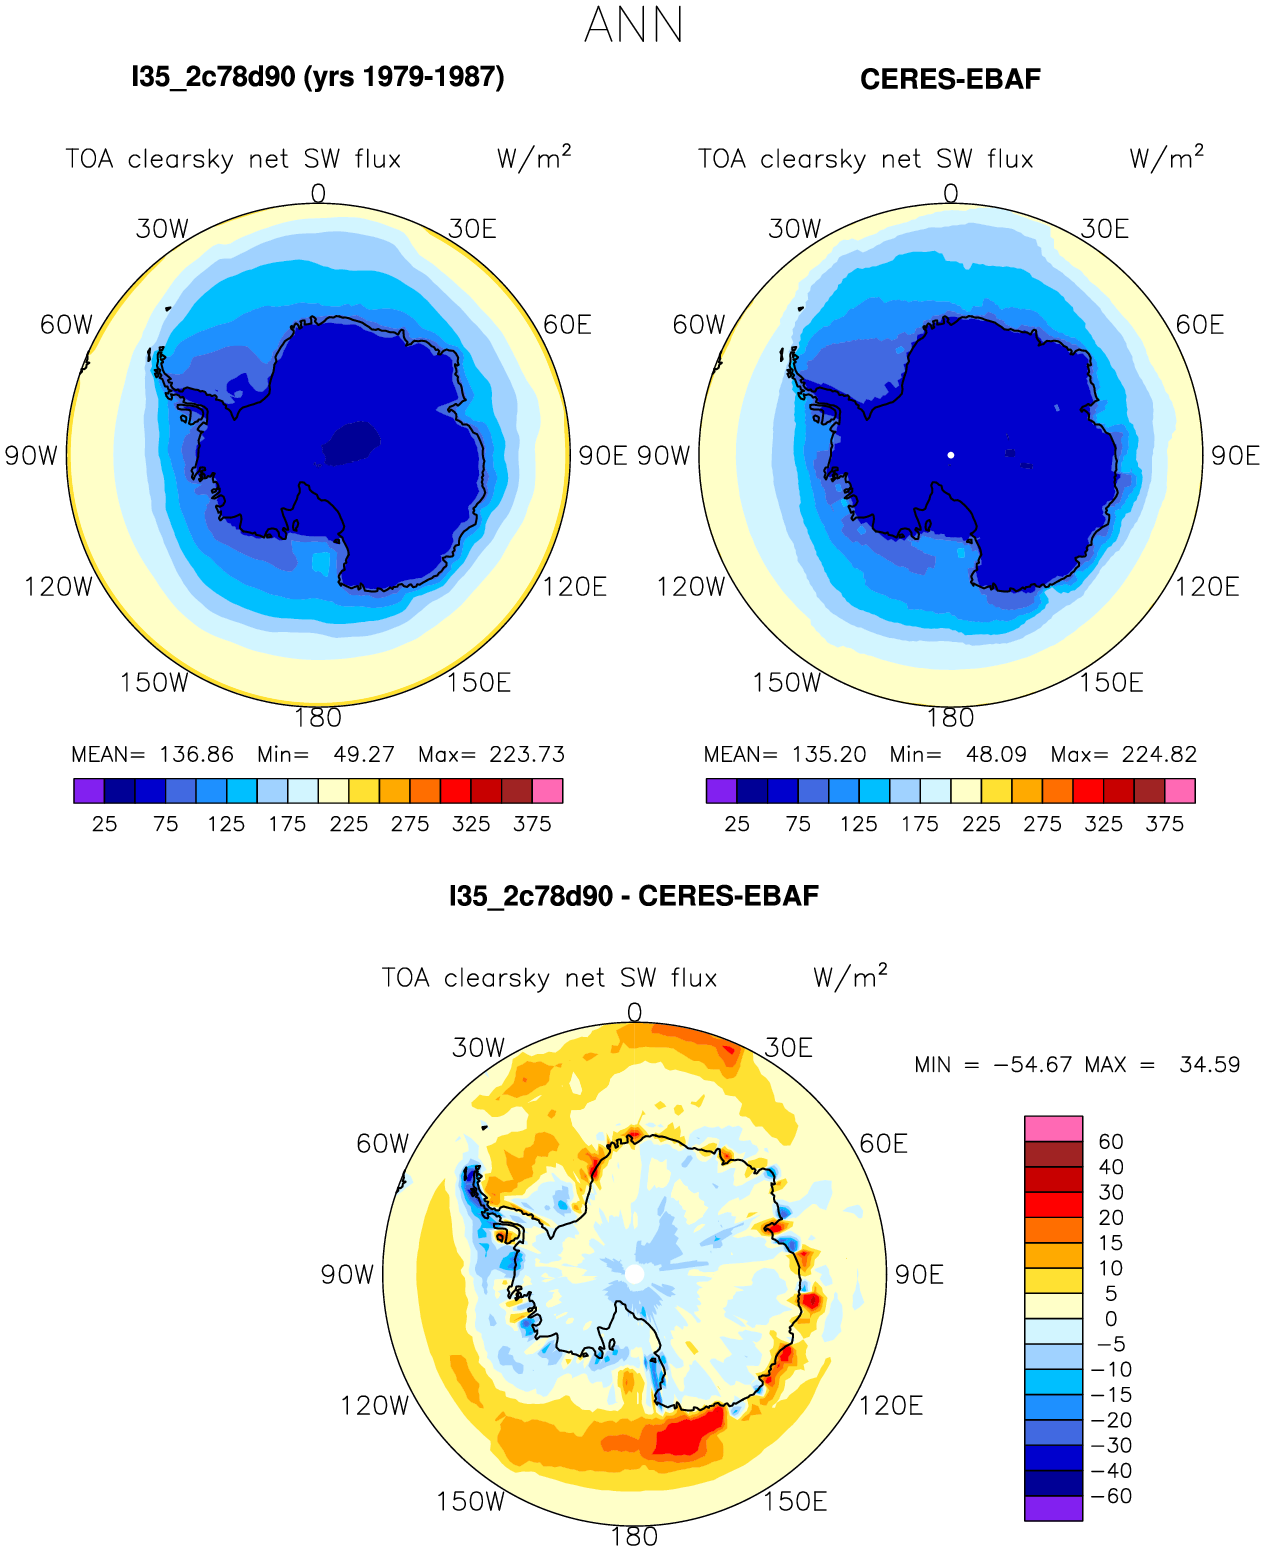 ANN
I35_2c78d90 (yrs 1979-1987)
CERES-EBAF
TOA clearsky net SW flux W/m²
TOA clearsky net SW flux W/m²
0
30W 30E
60W 60E
90W 90E
120W 120E
150W 150E
180
0
30W 30E
60W 60E
90W 90E
120W 120E
150W 150E
180
MEAN= 136.86 Min= 49.27 Max= 223.73
25 75 125 175 225 275 325 375
MEAN= 135.20 Min= 48.09 Max= 224.82
25 75 125 175 225 275 325 375
I35_2c78d90 - CERES-EBAF
TOA clearsky net SW flux W/m²
0
30W 30E
60W 60E
90W 90E
120W 120E
150W 150E
180
MIN = −54.67 MAX = 34.59
60
40
30
20
15
10
5
0
−5
−10
−15
−20
−30
−40
−60